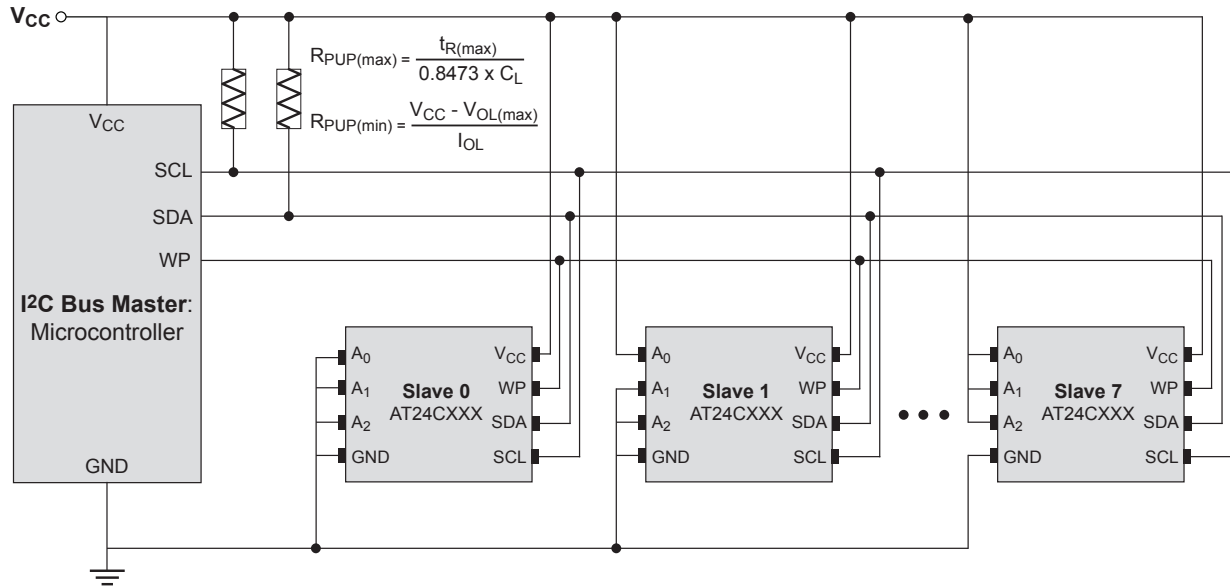 VCC
RPUP(max) = tR(max) / 0.8473 x CL
RPUP(min) = VCC - VOL(max) / IOL
VCC
SCL
SDA
WP
I2C Bus Master:
Microcontroller
GND
A0
A1
A2
GND
Slave 0
AT24CXXX
VCC
WP
SDA
SCL
A0
A1
A2
GND
Slave 1
AT24CXXX
VCC
WP
SDA
SCL
A0
A1
A2
GND
Slave 7
AT24CXXX
VCC
WP
SDA
SCL